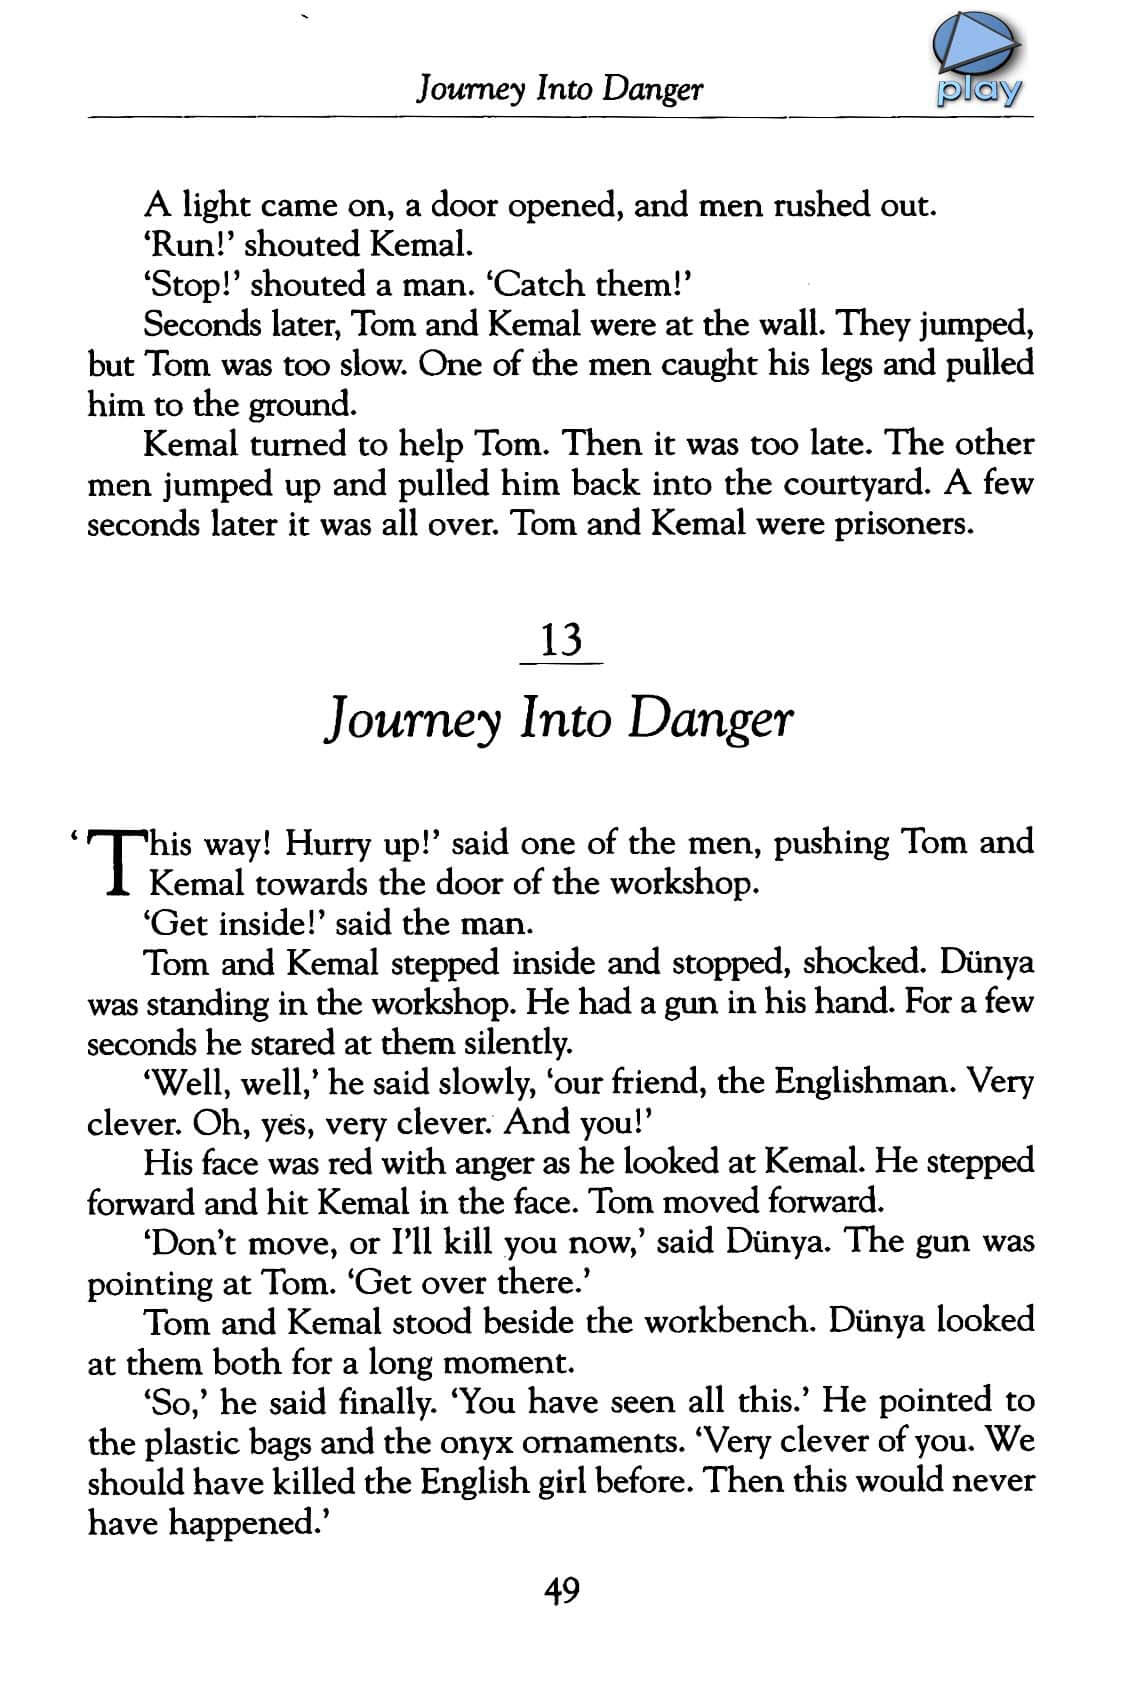 Journey Into Danger
play
A light came on, a door opened, and men rushed out.
‘Run!’ shouted Kemal.
‘Stop!’ shouted a man. ‘Catch them!’
Seconds later, Tom and Kemal were at the wall. They jumped,
but Tom was too slow. One of the men caught his legs and pulled
him to the ground.
Kemal turned to help Tom. Then it was too late. The other
men jumped up and pulled him back into the courtyard. A few
seconds later it was all over. Tom and Kemal were prisoners.
13
Journey Into Danger
‘This way! Hurry up!’ said one of the men, pushing Tom and
Kemal towards the door of the workshop.
‘Get inside!’ said the man.
Tom and Kemal stepped inside and stopped, shocked. Dünya
was standing in the workshop. He had a gun in his hand. For a few
seconds he stared at them silently.
‘Well, well,’ he said slowly, ‘our friend, the Englishman. Very
clever. Oh, yes, very clever. And you!’
His face was red with anger as he looked at Kemal. He stepped
forward and hit Kemal in the face. Tom moved forward.
‘Don’t move, or I’ll kill you now,’ said Dünya. The gun was
pointing at Tom. ‘Get over there.’
Tom and Kemal stood beside the workbench. Dünya looked
at them both for a long moment.
‘So,’ he said finally. ‘You have seen all this.’ He pointed to
the plastic bags and the onyx ornaments. ‘Very clever of you. We
should have killed the English girl before. Then this would never
have happened.’
49